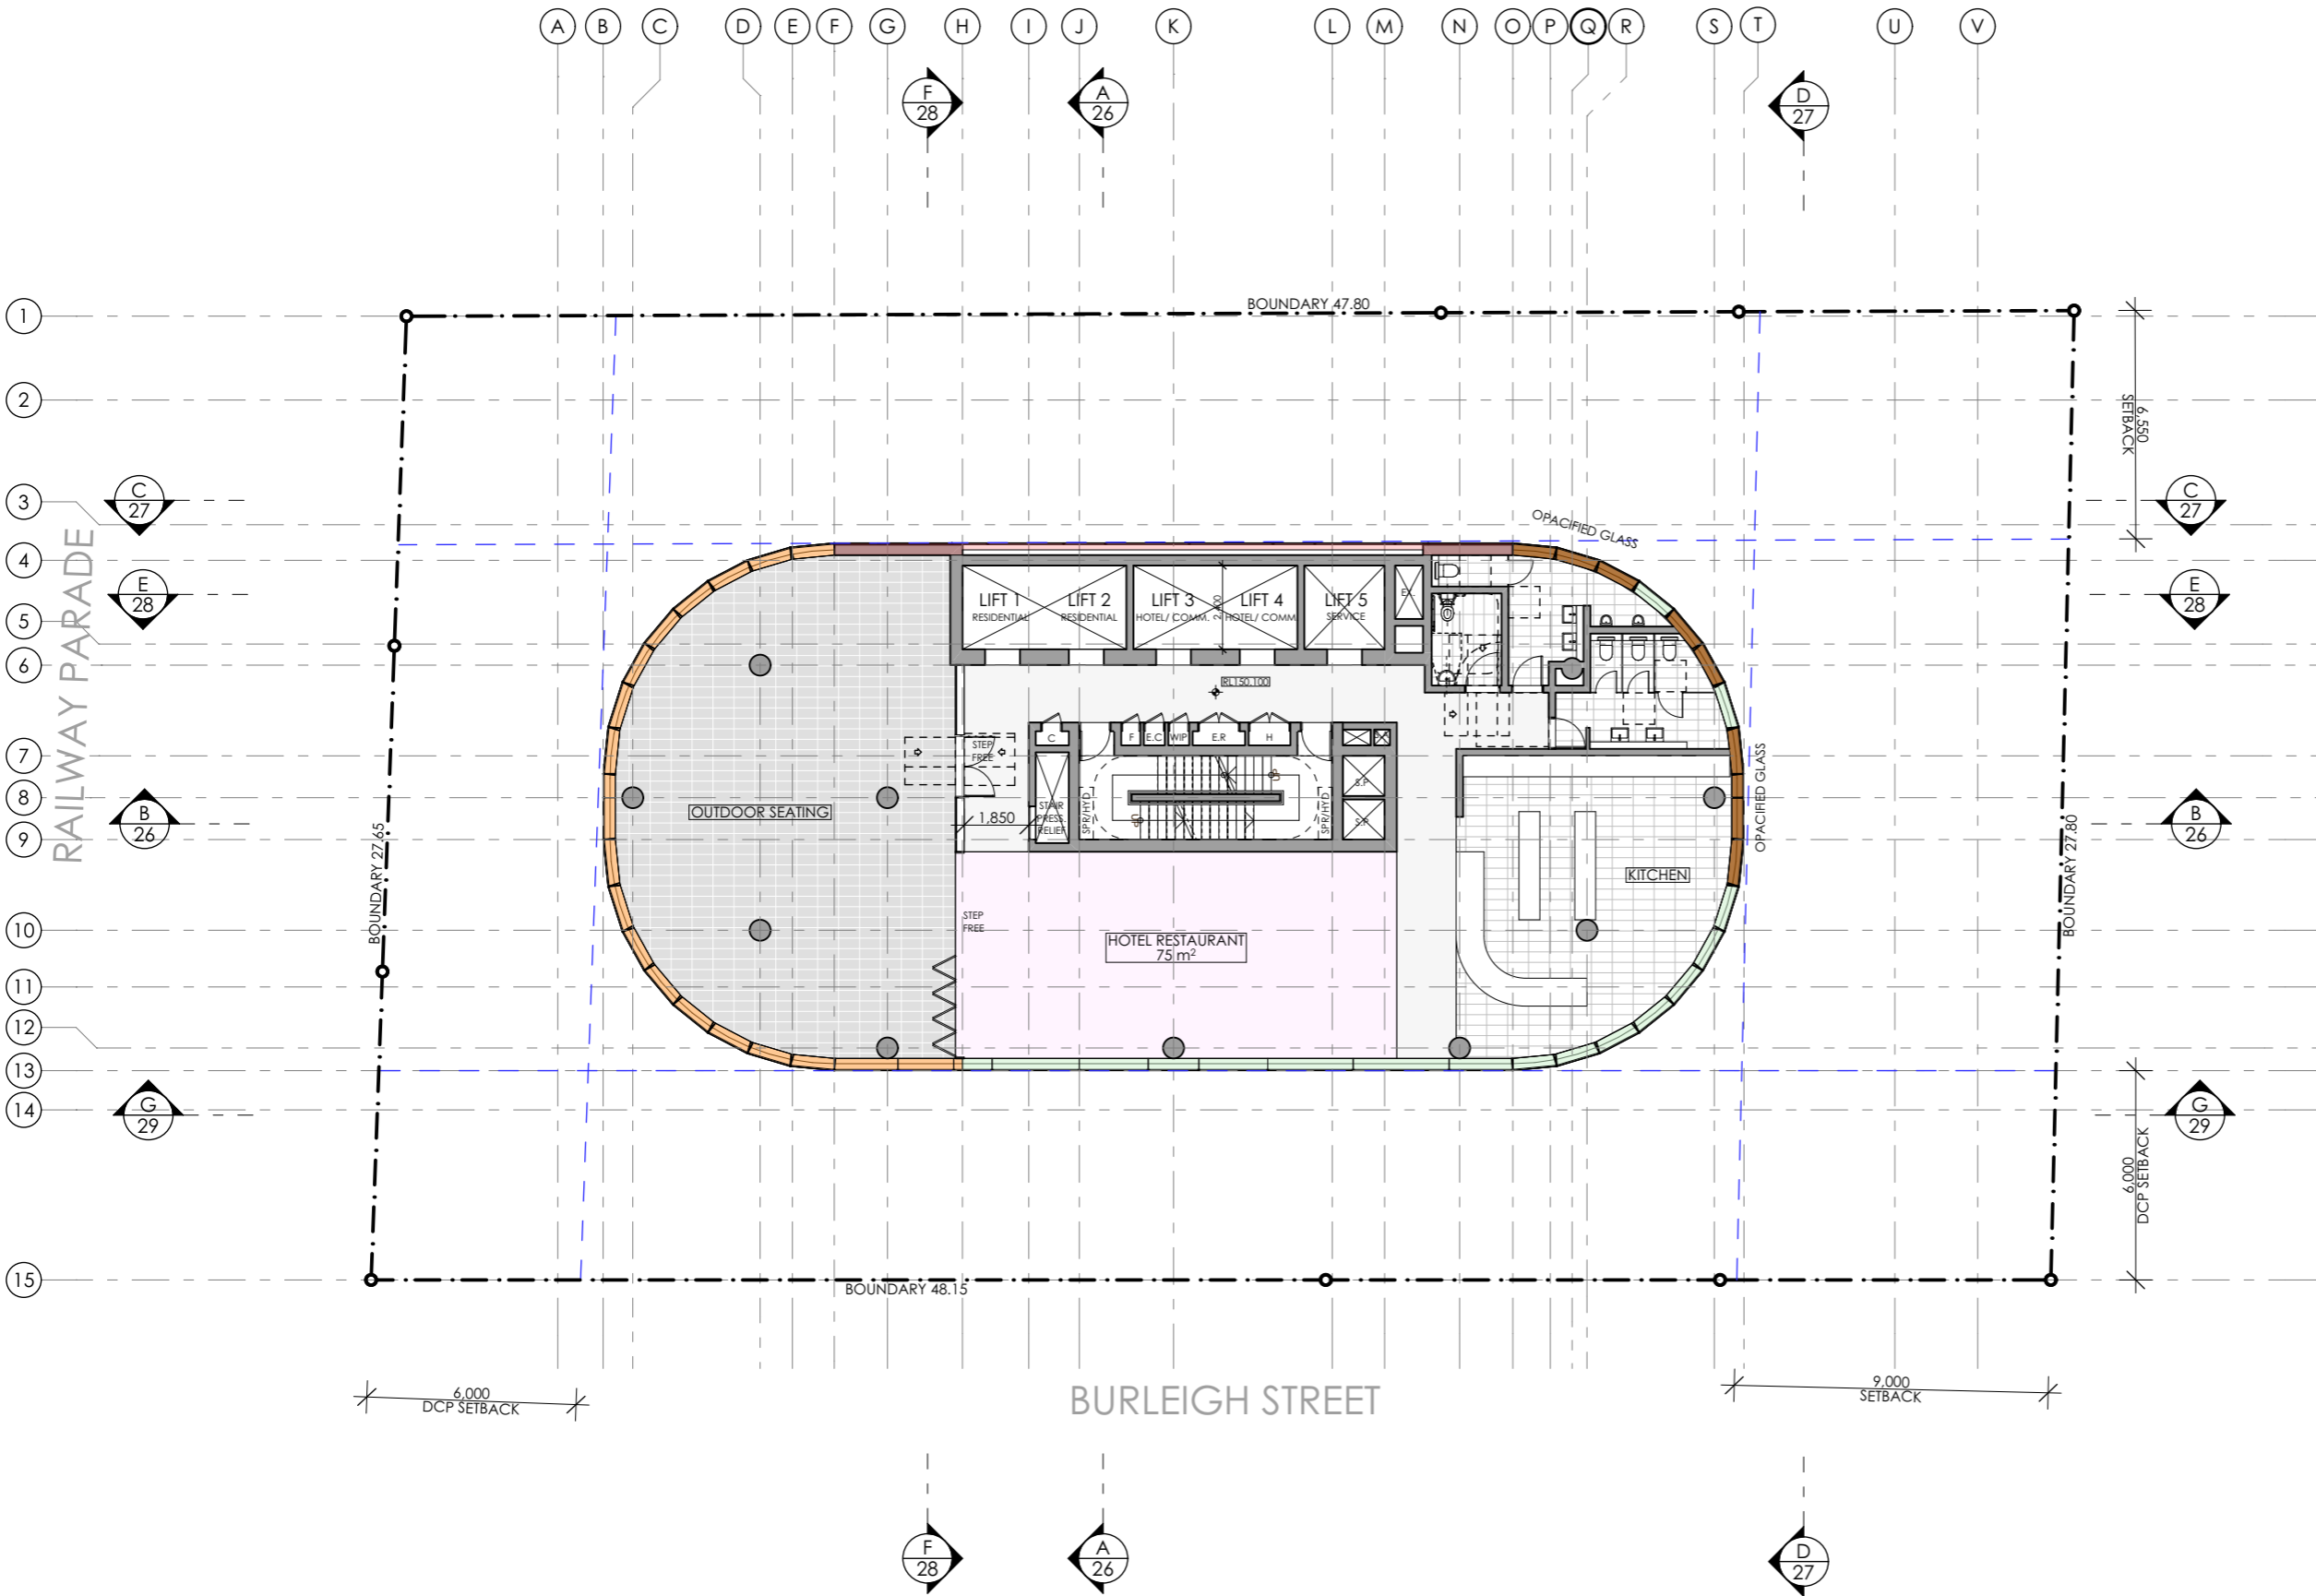 A B C D E F G H I J K L M N O P Q R S T U V
F
28
A
26
D
27
1
BOUNDARY 47.80
2
6,550
SETBACK
3
C
27
C
27
OPACIFIED GLASS
4
E
28
E
28
LIFT 1
RESIDENTIAL
LIFT 2
RESIDENTIAL
LIFT 3
HOTEL/ COMM.
2,400
LIFT 4
HOTEL/ COMM.
LIFT 5
SERVICE
EX.
5
6
RAILWAY PARADE
RL150.100
C
F
E.C
WIP
E.R
H
7
STEP
FREE
UP
S.P
OPACIFIED GLASS
8
OUTDOOR SEATING
B
26
B
26
STAIR
PRESS.
RELIEF
SPR/HYD
SPR/HYD
UP
S.P
1,850
9
BOUNDARY 27.65
KITCHEN
BOUNDARY 27.80
10
STEP
FREE
HOTEL RESTAURANT
75 m²
11
12
13
14
G
29
G
29
6,000
DCP SETBACK
15
BOUNDARY 48.15
6,000
DCP SETBACK
BURLEIGH STREET
9,000
SETBACK
F
28
A
26
D
27